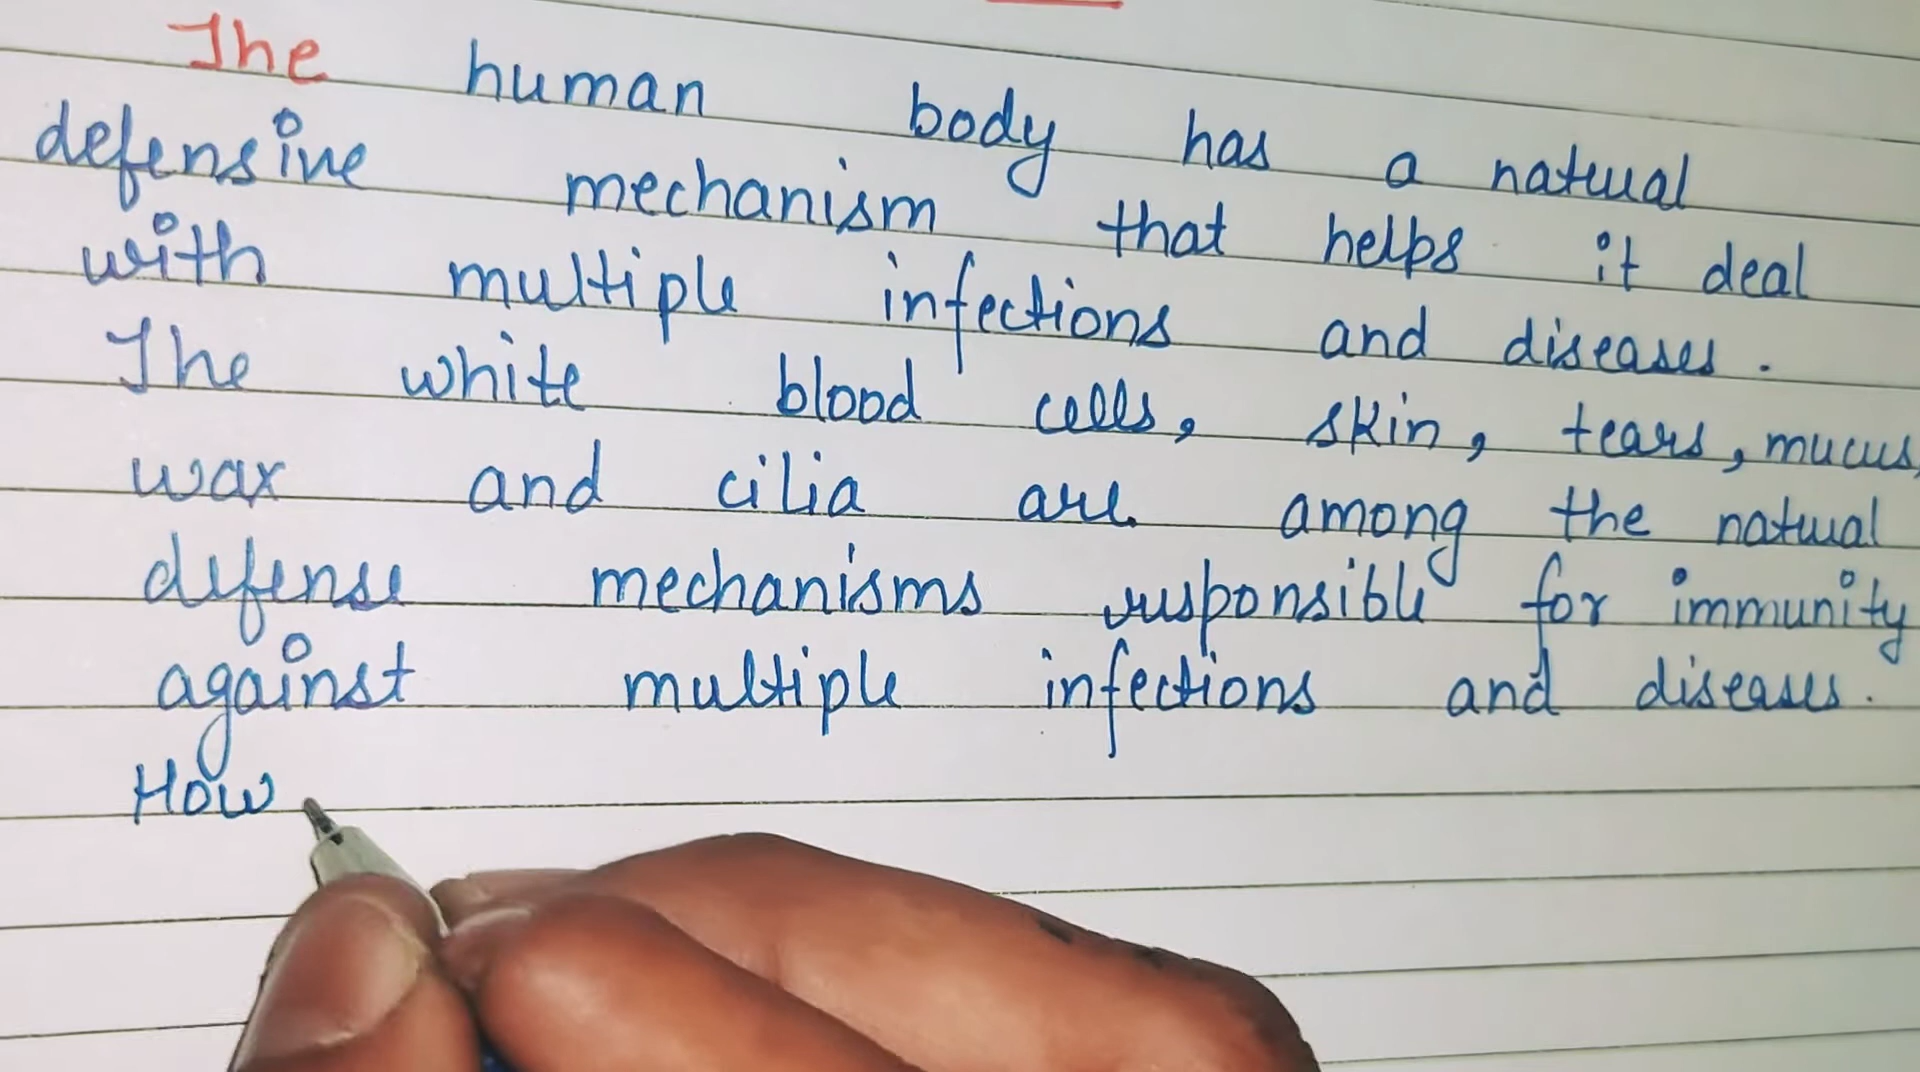 The human body has a natural
defensive mechanism that helps it deal
with multiple infections and diseases.
The white blood cells, skin, tears, mucus,
wax and cilia are among the natural
defense mechanisms responsible for immunity
against multiple infections and diseases.
How